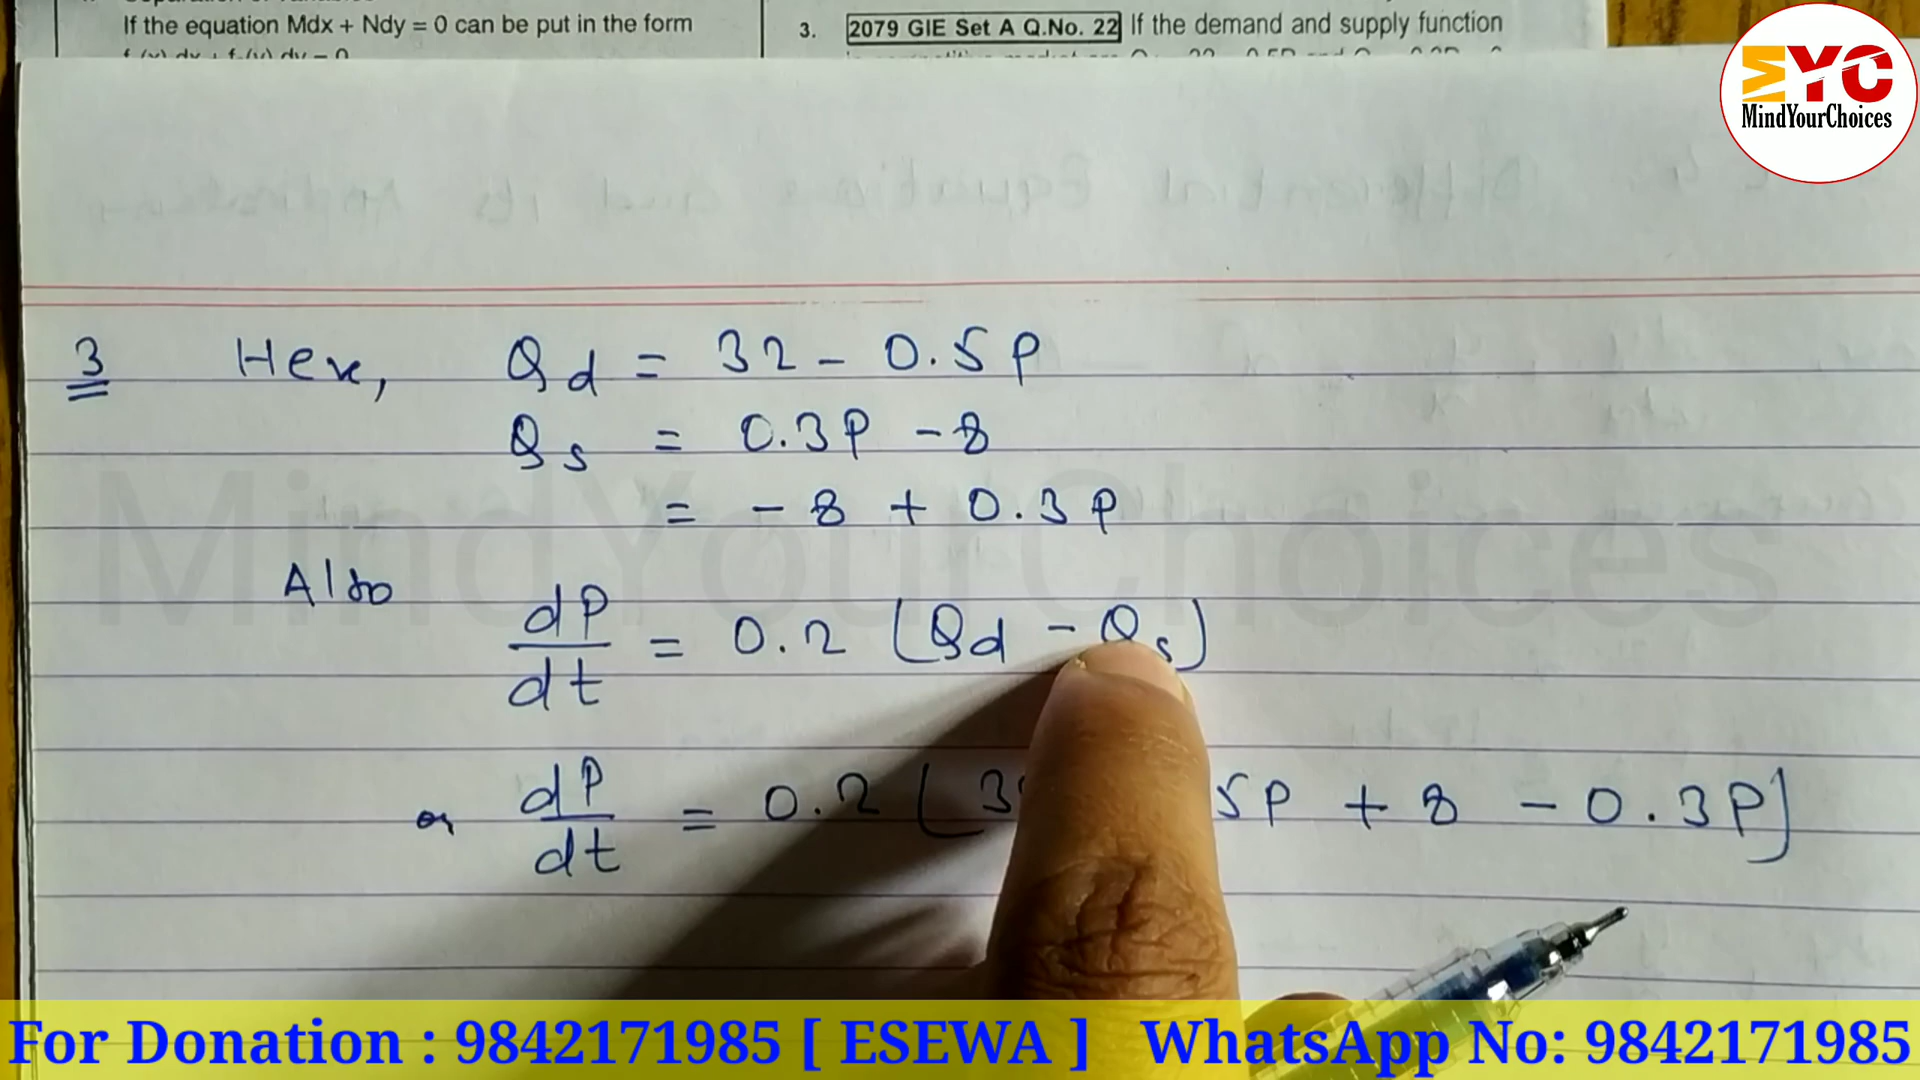 If the equation Mdx + Ndy = 0 can be put in the form
3. 2079 GIE Set A Q.No. 22 If the demand and supply function
MYC
MindYourChoices
3 Here, Qd = 32 - 0.5P
Qs = 0.3P - 8
= - 8 + 0.3P
Also dP/dt = 0.2 (Qd - Qs)
or dP/dt = 0.2 [3 5P + 8 - 0.3P]
MindYourChoices
For Donation : 9842171985 [ ESEWA ] WhatsApp No: 9842171985